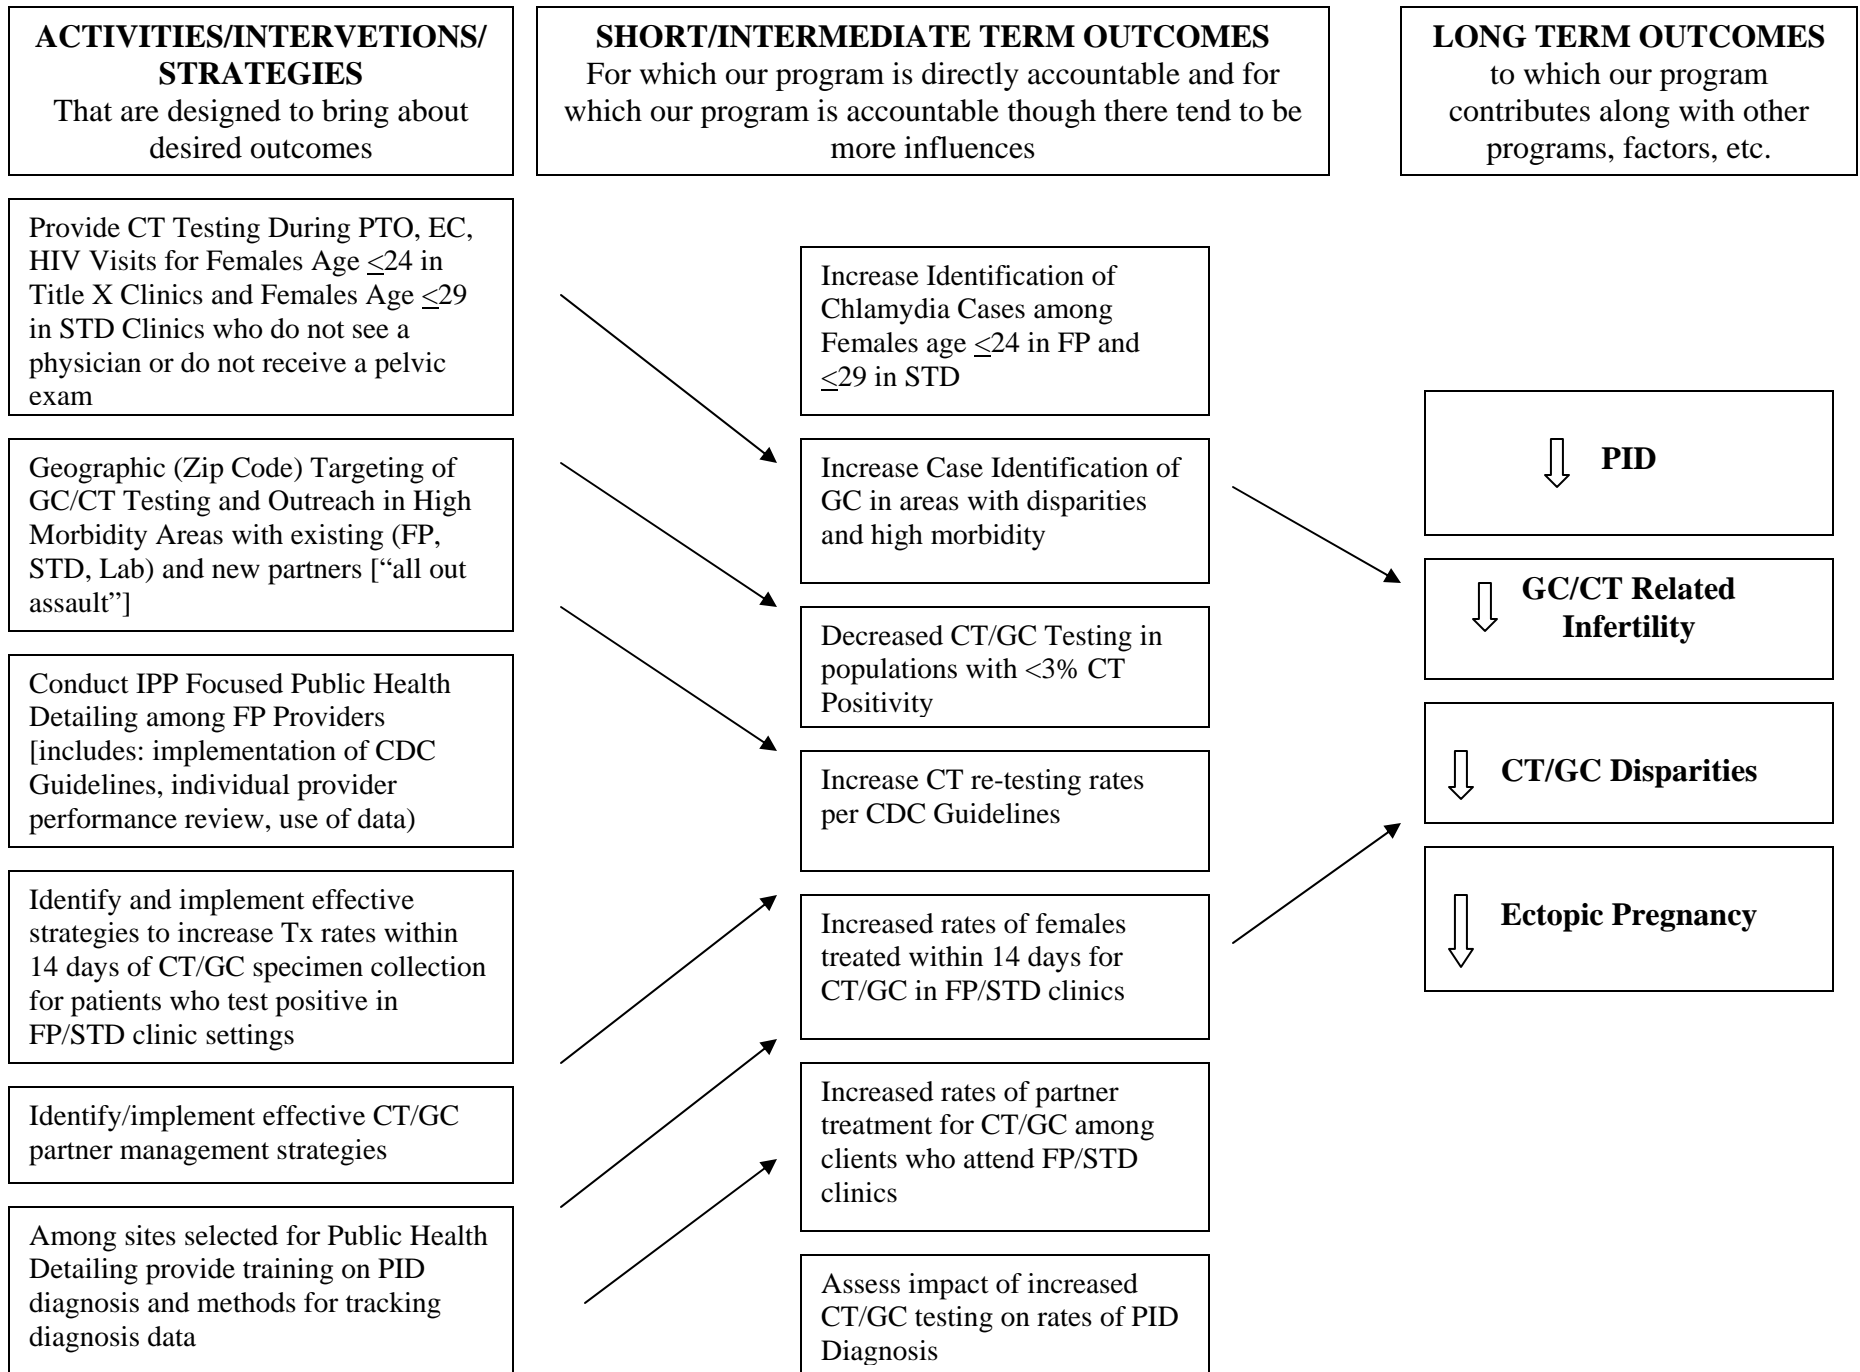 ACTIVITIES/INTERVETIONS/
STRATEGIES
That are designed to bring about
desired outcomes
SHORT/INTERMEDIATE TERM OUTCOMES
For which our program is directly accountable and for
which our program is accountable though there tend to be
more influences
LONG TERM OUTCOMES
to which our program
contributes along with other
programs, factors, etc.
Provide CT Testing During PTO, EC,
HIV Visits for Females Age ≤24 in
Title X Clinics and Females Age ≤29
in STD Clinics who do not see a
physician or do not receive a pelvic
exam
Geographic (Zip Code) Targeting of
GC/CT Testing and Outreach in High
Morbidity Areas with existing (FP,
STD, Lab) and new partners [“all out
assault”]
Conduct IPP Focused Public Health
Detailing among FP Providers
[includes: implementation of CDC
Guidelines, individual provider
performance review, use of data)
Identify and implement effective
strategies to increase Tx rates within
14 days of CT/GC specimen collection
for patients who test positive in
FP/STD clinic settings
Identify/implement effective CT/GC
partner management strategies
Among sites selected for Public Health
Detailing provide training on PID
diagnosis and methods for tracking
diagnosis data
Increase Identification of
Chlamydia Cases among
Females age ≤24 in FP and
≤29 in STD
Increase Case Identification of
GC in areas with disparities
and high morbidity
Decreased CT/GC Testing in
populations with <3% CT
Positivity
Increase CT re-testing rates
per CDC Guidelines
Increased rates of females
treated within 14 days for
CT/GC in FP/STD clinics
Increased rates of partner
treatment for CT/GC among
clients who attend FP/STD
clinics
Assess impact of increased
CT/GC testing on rates of PID
Diagnosis
PID
GC/CT Related
Infertility
CT/GC Disparities
Ectopic Pregnancy